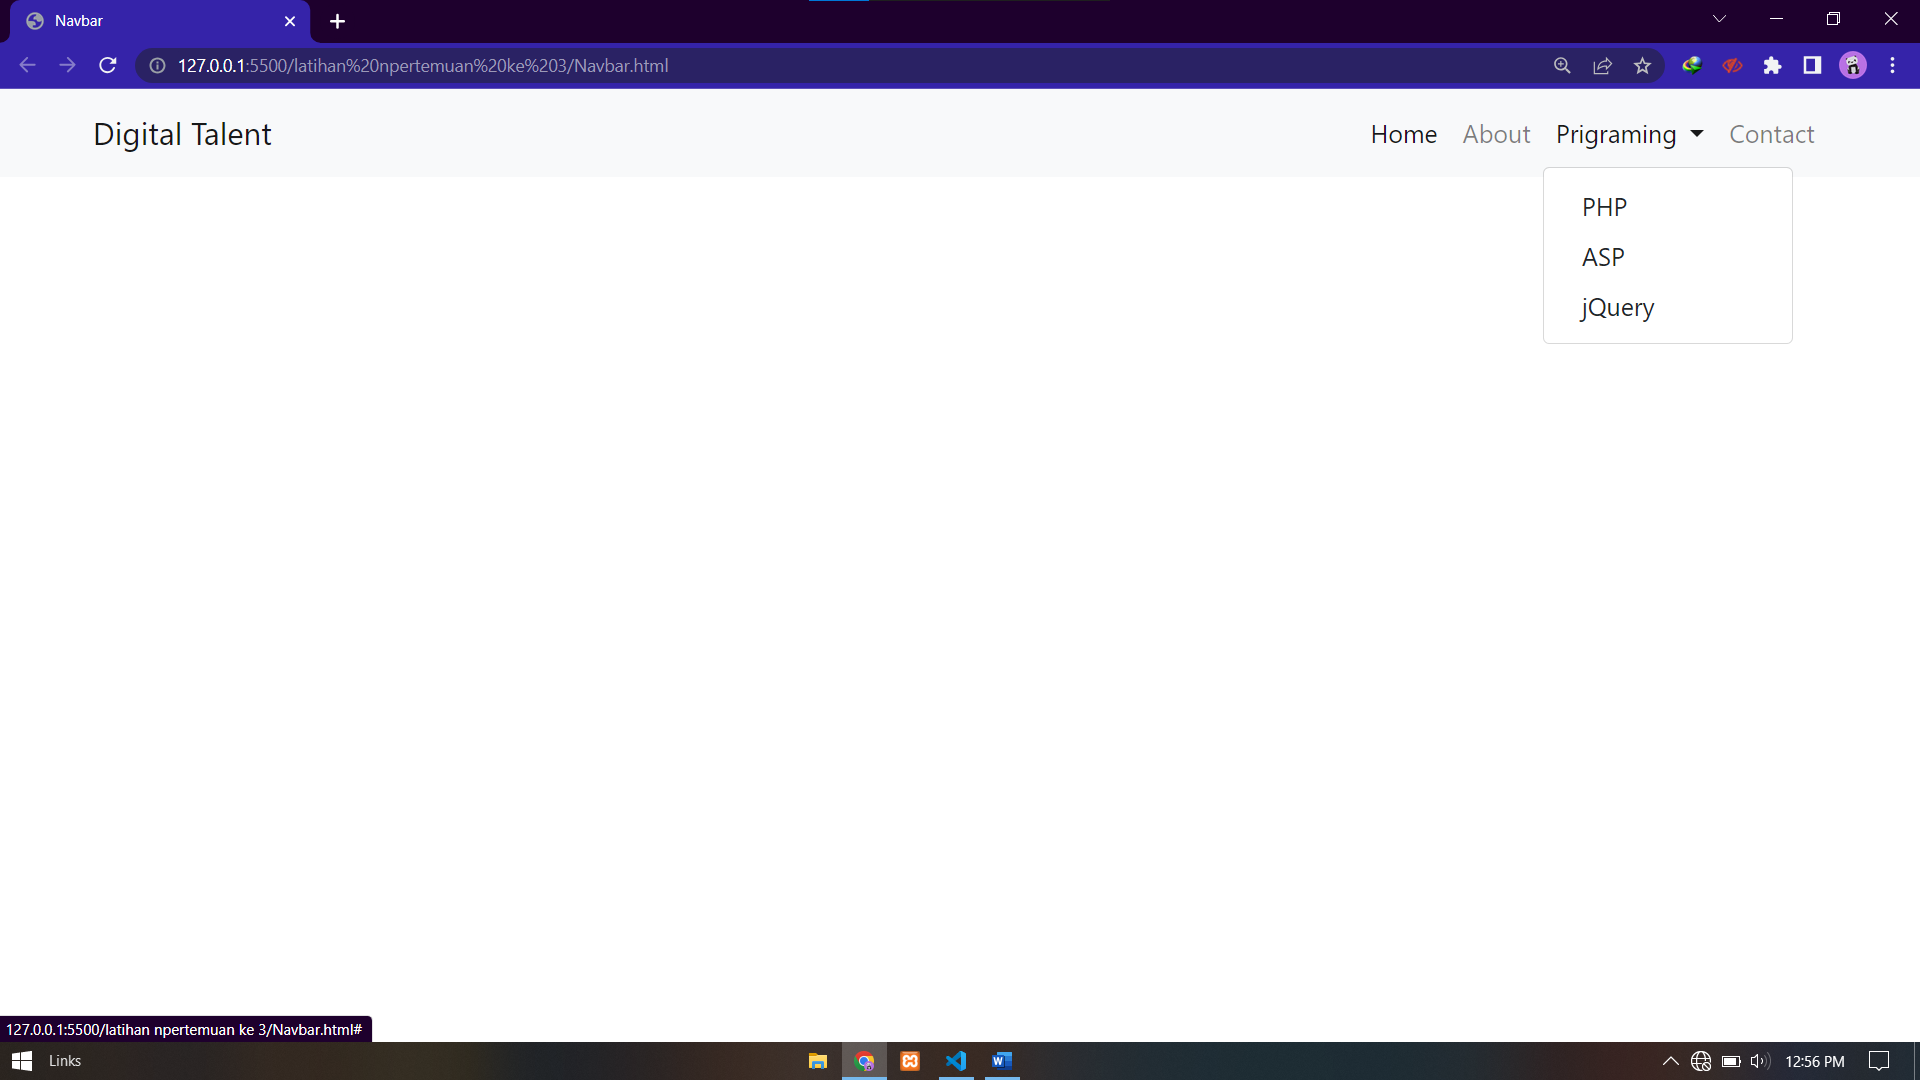 Navbar
127.0.0.1:5500/latihan%20npertemuan%20ke%203/Navbar.html
Digital Talent
Home About Prigraming Contact
PHP
ASP
jQuery
127.0.0.1:5500/latihan npertemuan ke 3/Navbar.html#
Links
12:56 PM